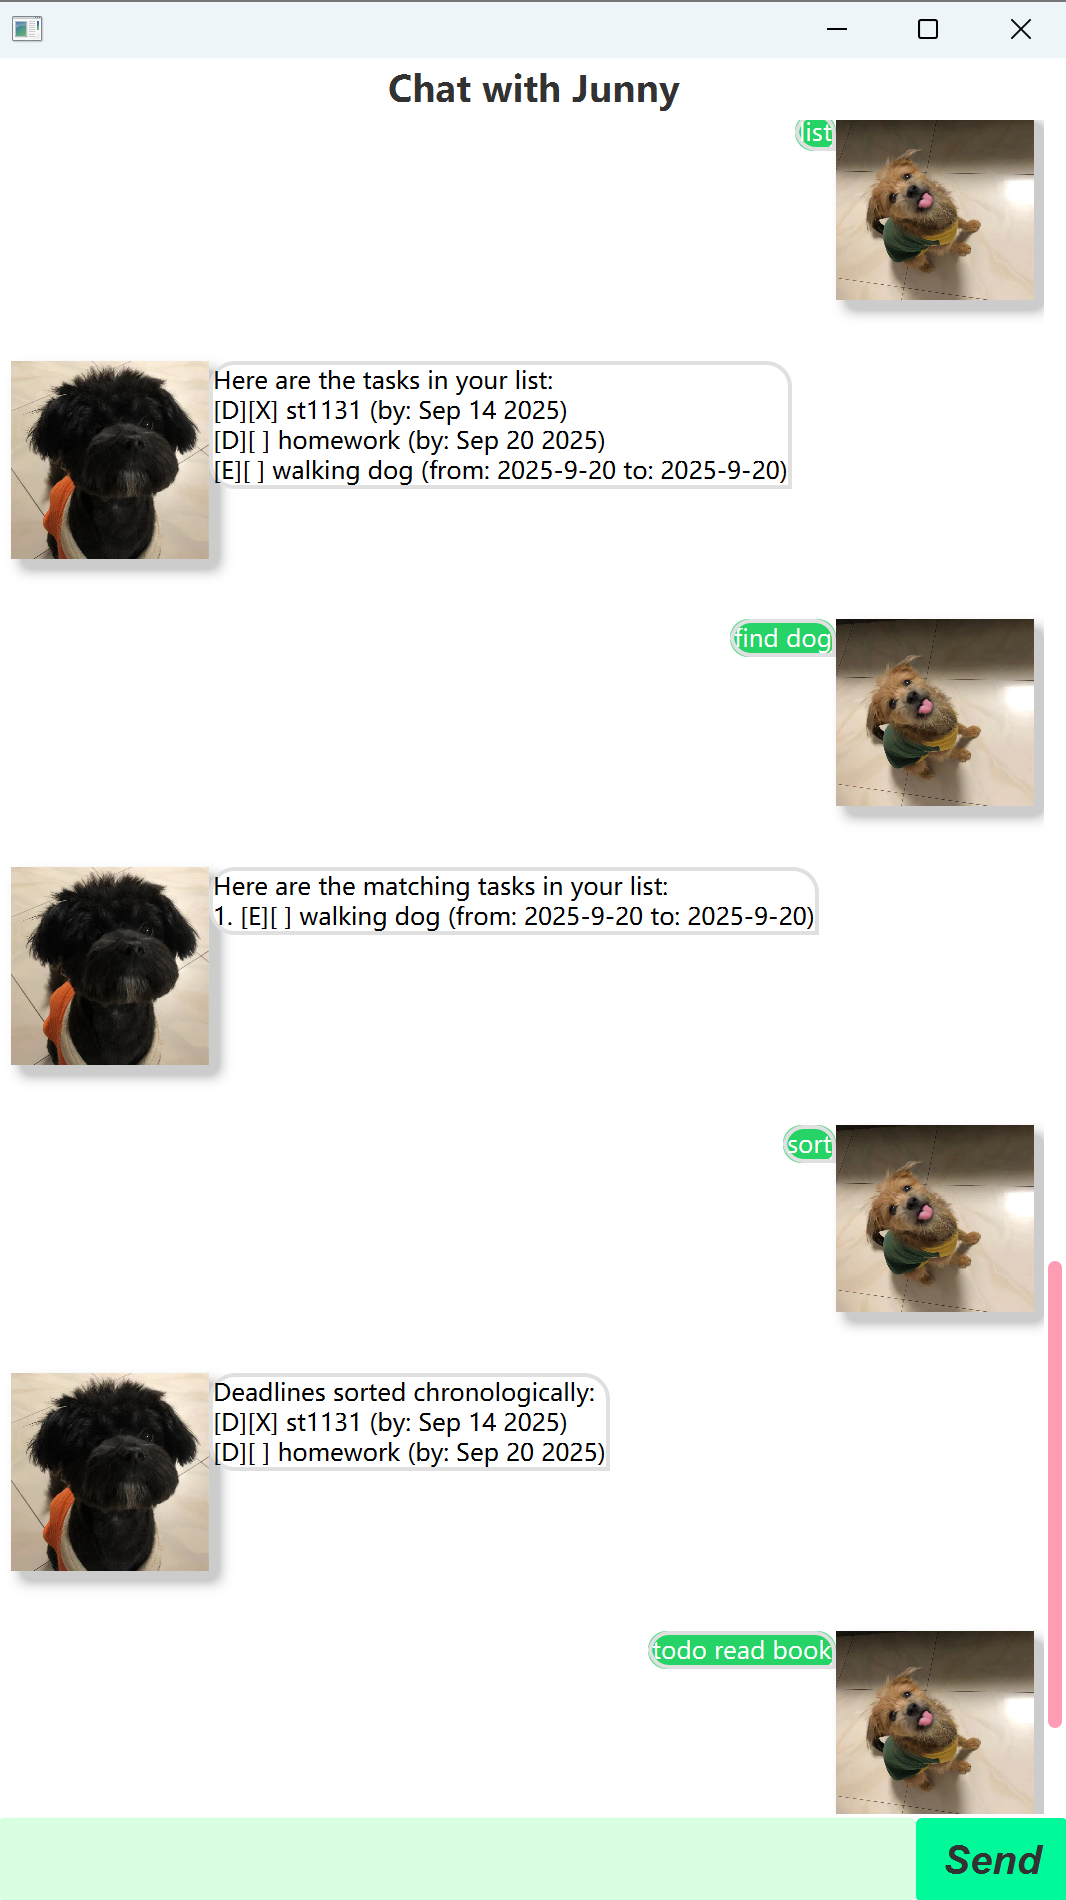 Chat with Junny
list
Here are the tasks in your list:
[D][X] st1131 (by: Sep 14 2025)
[D][ ] homework (by: Sep 20 2025)
[E][ ] walking dog (from: 2025-9-20 to: 2025-9-20)
find dog
Here are the matching tasks in your list:
1. [E][ ] walking dog (from: 2025-9-20 to: 2025-9-20)
sort
Deadlines sorted chronologically:
[D][X] st1131 (by: Sep 14 2025)
[D][ ] homework (by: Sep 20 2025)
todo read book
Send